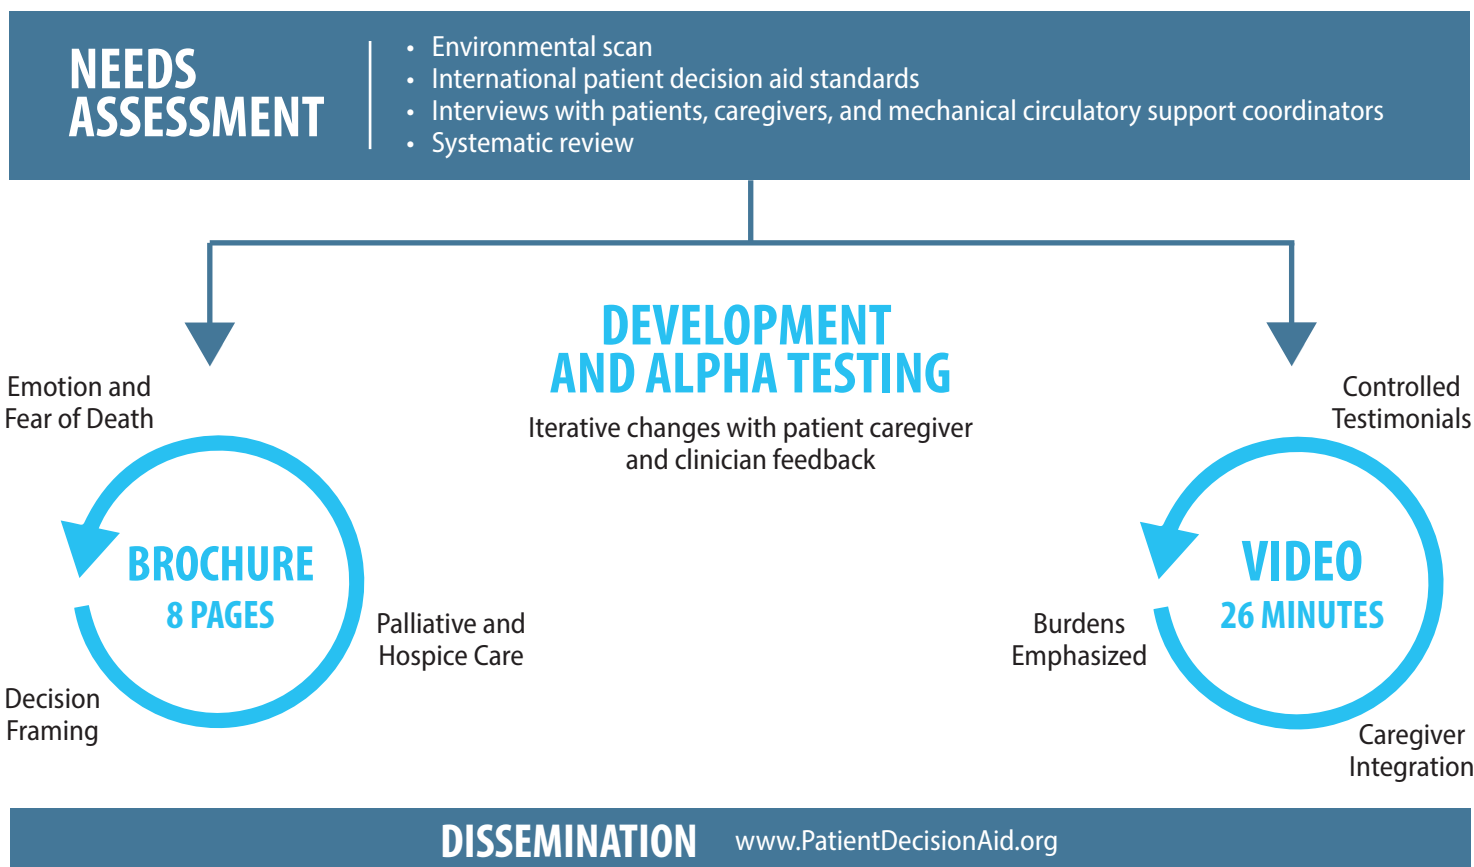 NEEDS
ASSESSMENT
• Environmental scan
• International patient decision aid standards
• Interviews with patients, caregivers, and mechanical circulatory support coordinators
• Systematic review
DEVELOPMENT
AND ALPHA TESTING
Iterative changes with patient caregiver
and clinician feedback
Emotion and
Fear of Death
BROCHURE
8 PAGES
Palliative and
Hospice Care
Decision
Framing
Controlled
Testimonials
VIDEO
26 MINUTES
Burdens
Emphasized
Caregiver
Integration
DISSEMINATION www.PatientDecisionAid.org